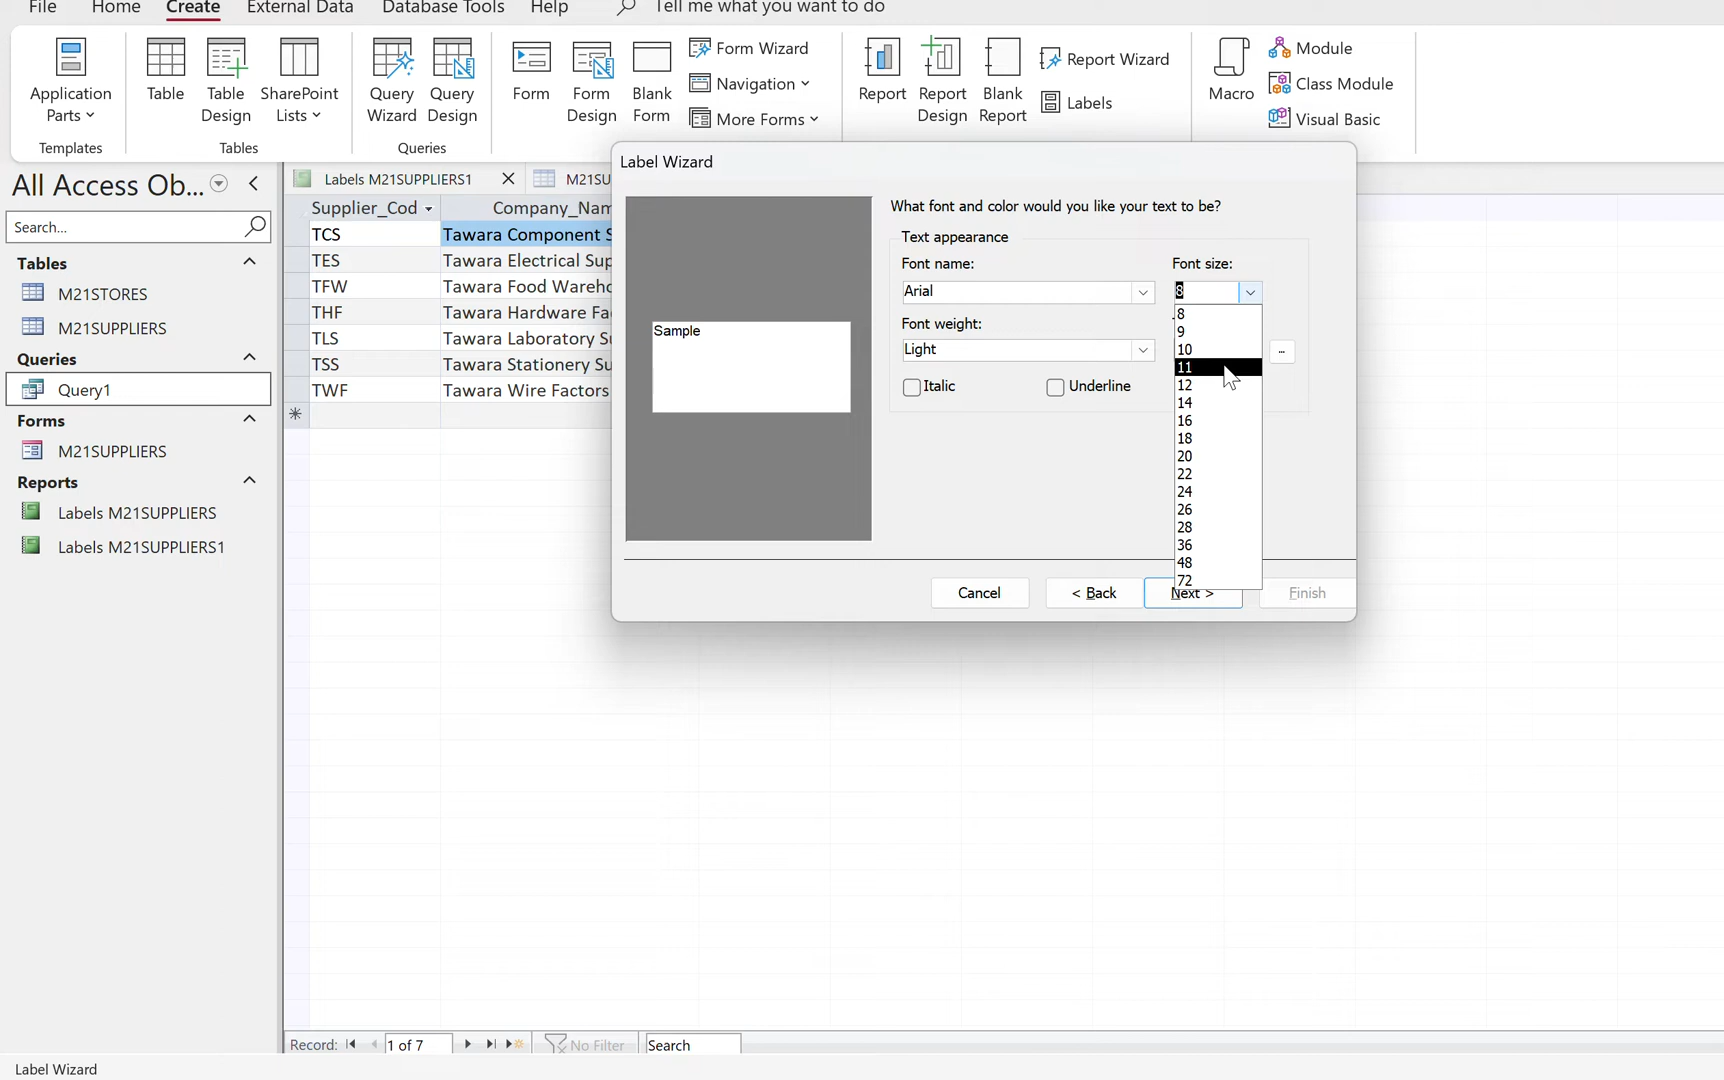 File Home Create External Data Database Tools Help Tell me what you want to do
Application Parts
Table
Table Design
SharePoint Lists
Query Wizard
Query Design
Form
Form Design
Blank Form
Form Wizard
Navigation
More Forms
Report
Report Design
Blank Report
Report Wizard
Labels
Macro
Module
Class Module
Visual Basic
Templates
Tables
Queries
All Access Ob...
Search...
Tables
M21STORES
M21SUPPLIERS
Queries
Query1
Forms
M21SUPPLIERS
Reports
Labels M21SUPPLIERS
Labels M21SUPPLIERS1
Labels M21SUPPLIERS1
M21SU
Supplier_Cod Company_Nam
TCS Tawara Component S
TES Tawara Electrical Sup
TFW Tawara Food Wareho
THF Tawara Hardware Fa
TLS Tawara Laboratory Su
TSS Tawara Stationery Su
TWF Tawara Wire Factors
Label Wizard
Sample
What font and color would you like your text to be?
Text appearance
Font name:
Arial
Font size:
8
Font weight:
Light
...
Italic
Underline
8
9
10
11
12
14
16
18
20
22
24
26
28
36
48
72
Cancel
< Back
Next >
Finish
Record: 1 of 7 No Filter Search
Label Wizard